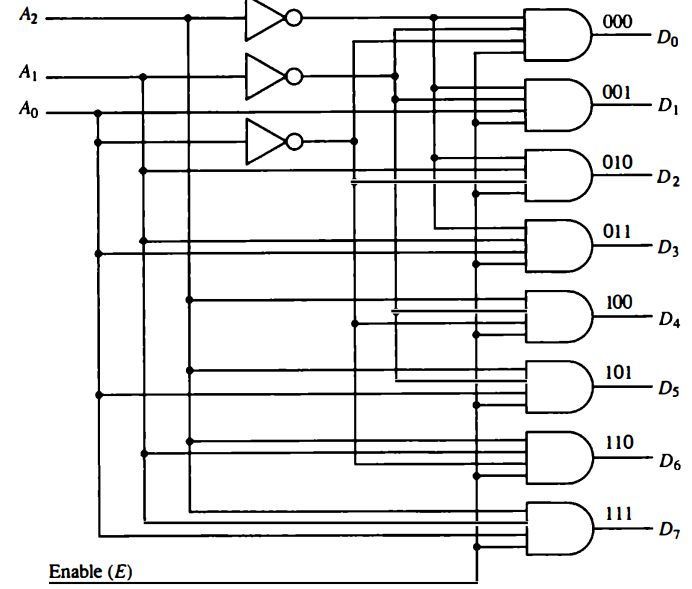 A₂
000
D₀
A₁
001
D₁
A₀
010
D₂
011
D₃
100
D₄
101
D₅
110
D₆
111
D₇
Enable (E)